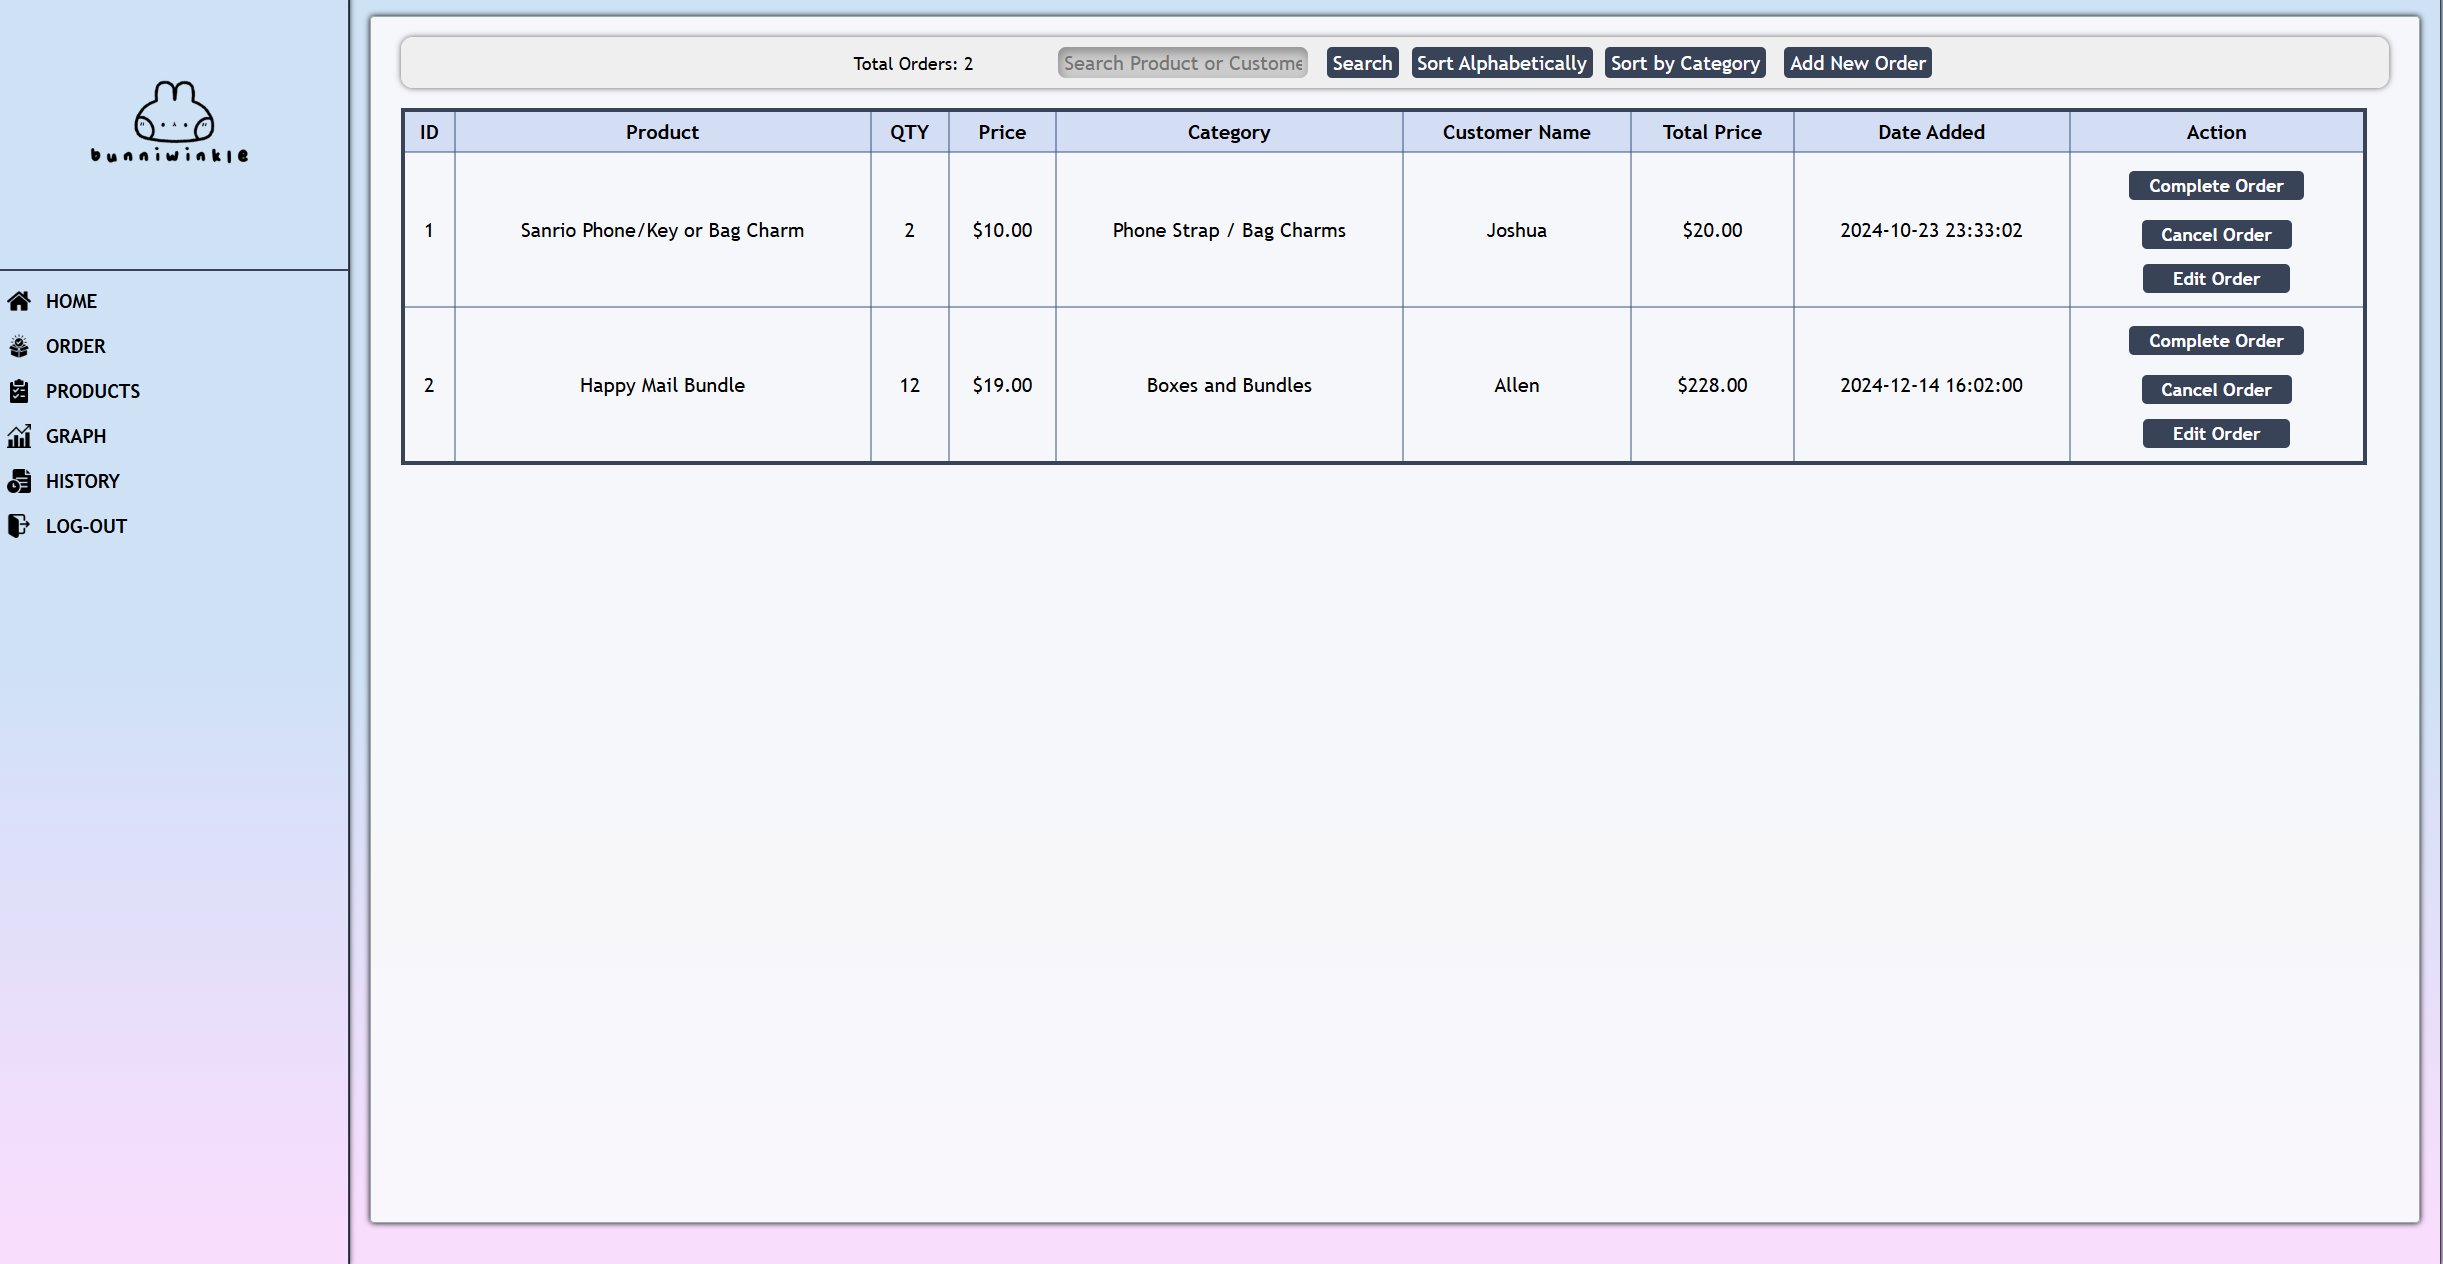 bunniwinkle
HOME
ORDER
PRODUCTS
GRAPH
HISTORY
LOG-OUT
Total Orders: 2 Search Product or Custome Search Sort Alphabetically Sort by Category Add New Order
ID Product QTY Price Category Customer Name Total Price Date Added Action
1 Sanrio Phone/Key or Bag Charm 2 $10.00 Phone Strap / Bag Charms Joshua $20.00 2024-10-23 23:33:02
Complete Order
Cancel Order
Edit Order
2 Happy Mail Bundle 12 $19.00 Boxes and Bundles Allen $228.00 2024-12-14 16:02:00
Complete Order
Cancel Order
Edit Order